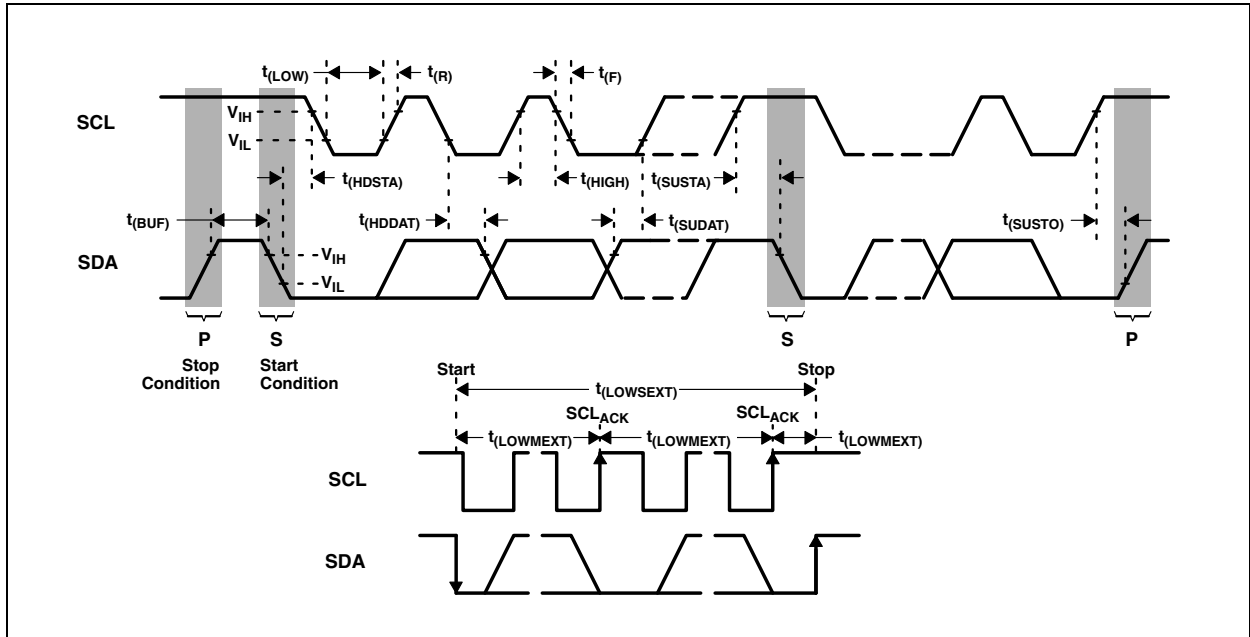 t(LOW) t(R) t(F)
SCL
VIH
VIL
t(HDSTA) t(HIGH) t(SUSTA)
t(BUF) t(HDDAT) t(SUDAT) t(SUSTO)
SDA
VIH
VIL
P S S P
Stop Condition
Start Condition
Start Stop
t(LOWSEXT)
SCLACK SCLACK
t(LOWMEXT) t(LOWMEXT) t(LOWMEXT)
SCL
SDA